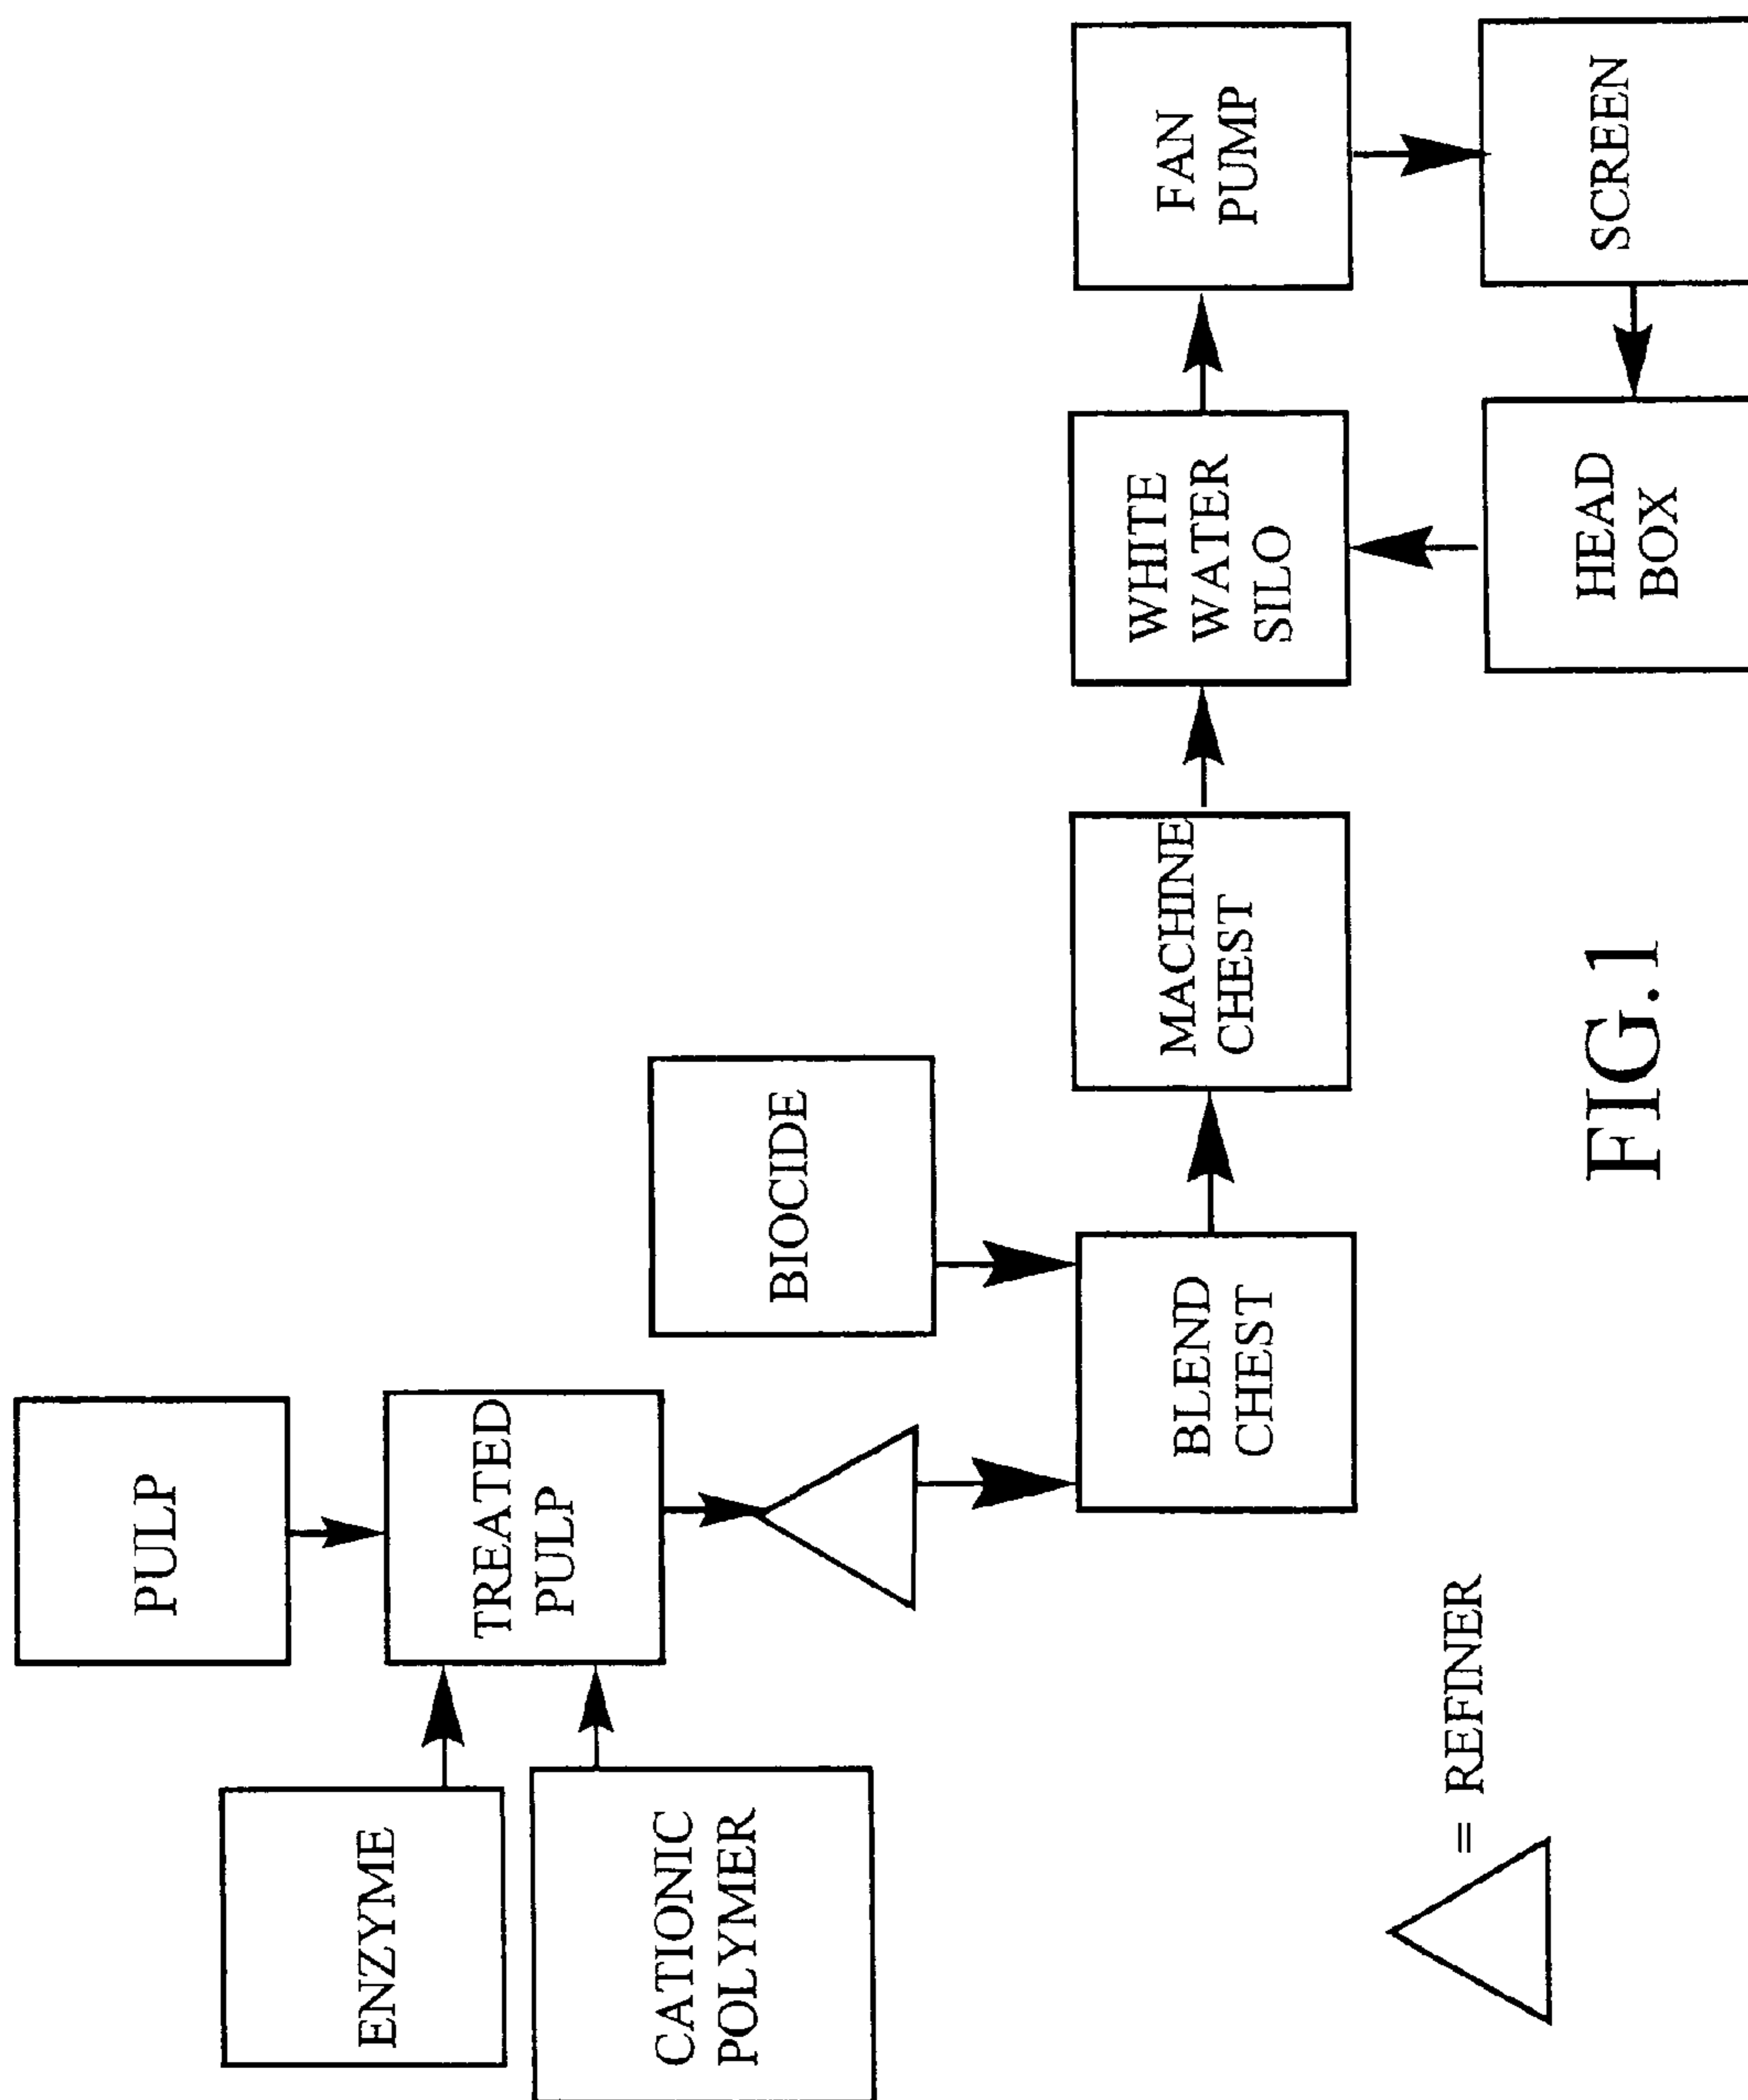 PULP
ENZYME
TREATED
PULP
CATIONIC
POLYMER
BIOCIDE
BLEND
CHEST
MACHINE
CHEST
WHITE
WATER
SILO
FAN
PUMP
HEAD
BOX
SCREEN
= REFINER
FIG.1